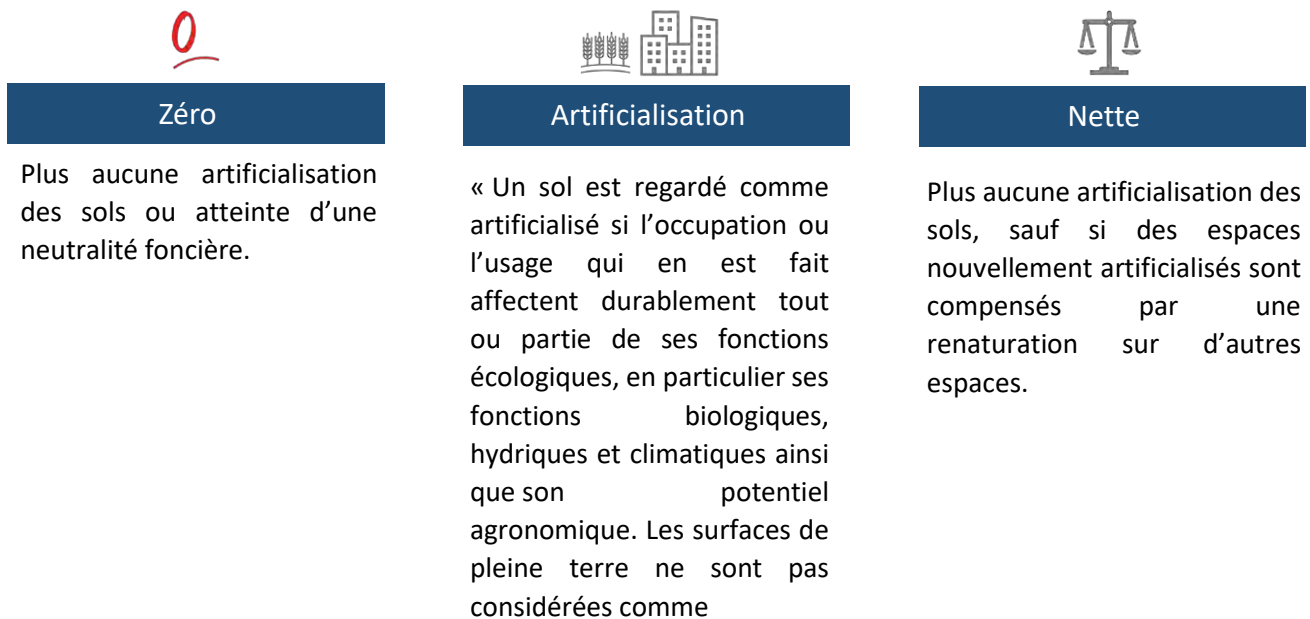 0
Zéro
Plus aucune artificialisation
des sols ou atteinte d’une
neutralité foncière.
Artificialisation
« Un sol est regardé comme
artificialisé si l’occupation ou
l’usage qui en est fait
affectent durablement tout
ou partie de ses fonctions
écologiques, en particulier ses
fonctions biologiques,
hydriques et climatiques ainsi
que son potentiel
agronomique. Les surfaces de
pleine terre ne sont pas
considérées comme
Nette
Plus aucune artificialisation des
sols, sauf si des espaces
nouvellement artificialisés sont
compensés par une
renaturation sur d’autres
espaces.